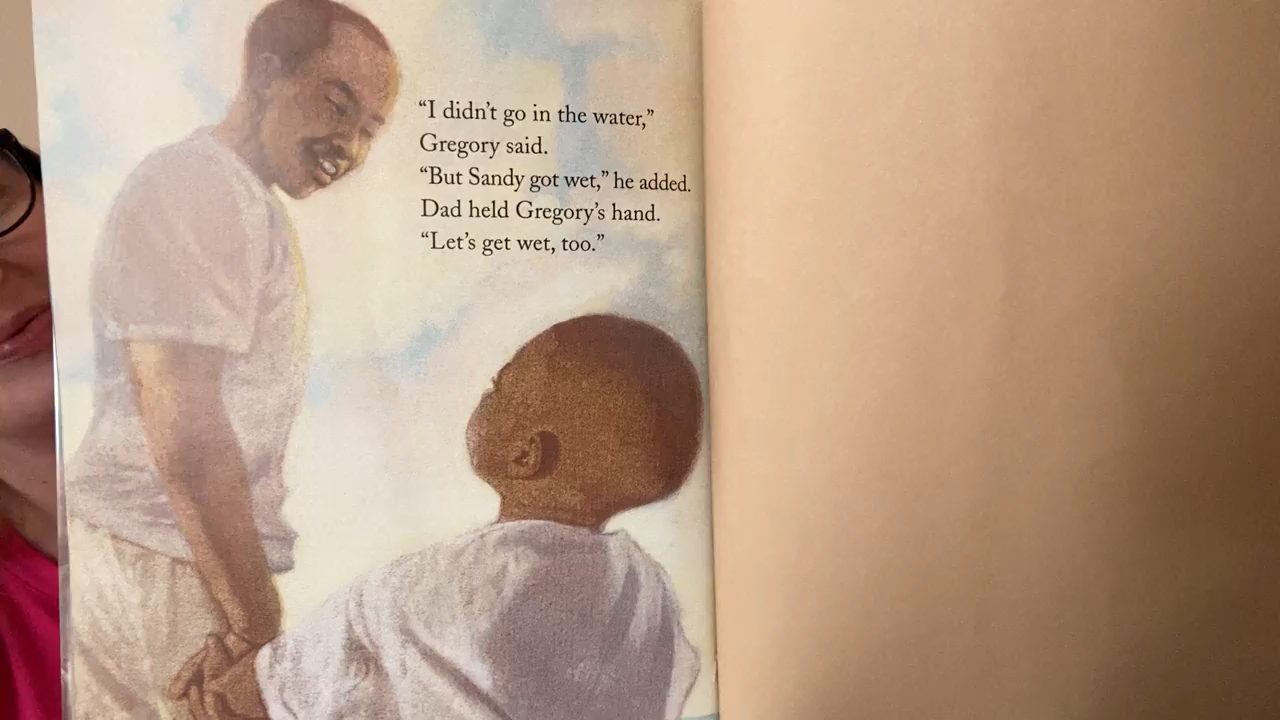 “I didn’t go in the water,”
Gregory said.
“But Sandy got wet,” he added.
Dad held Gregory’s hand.
“Let’s get wet, too.”